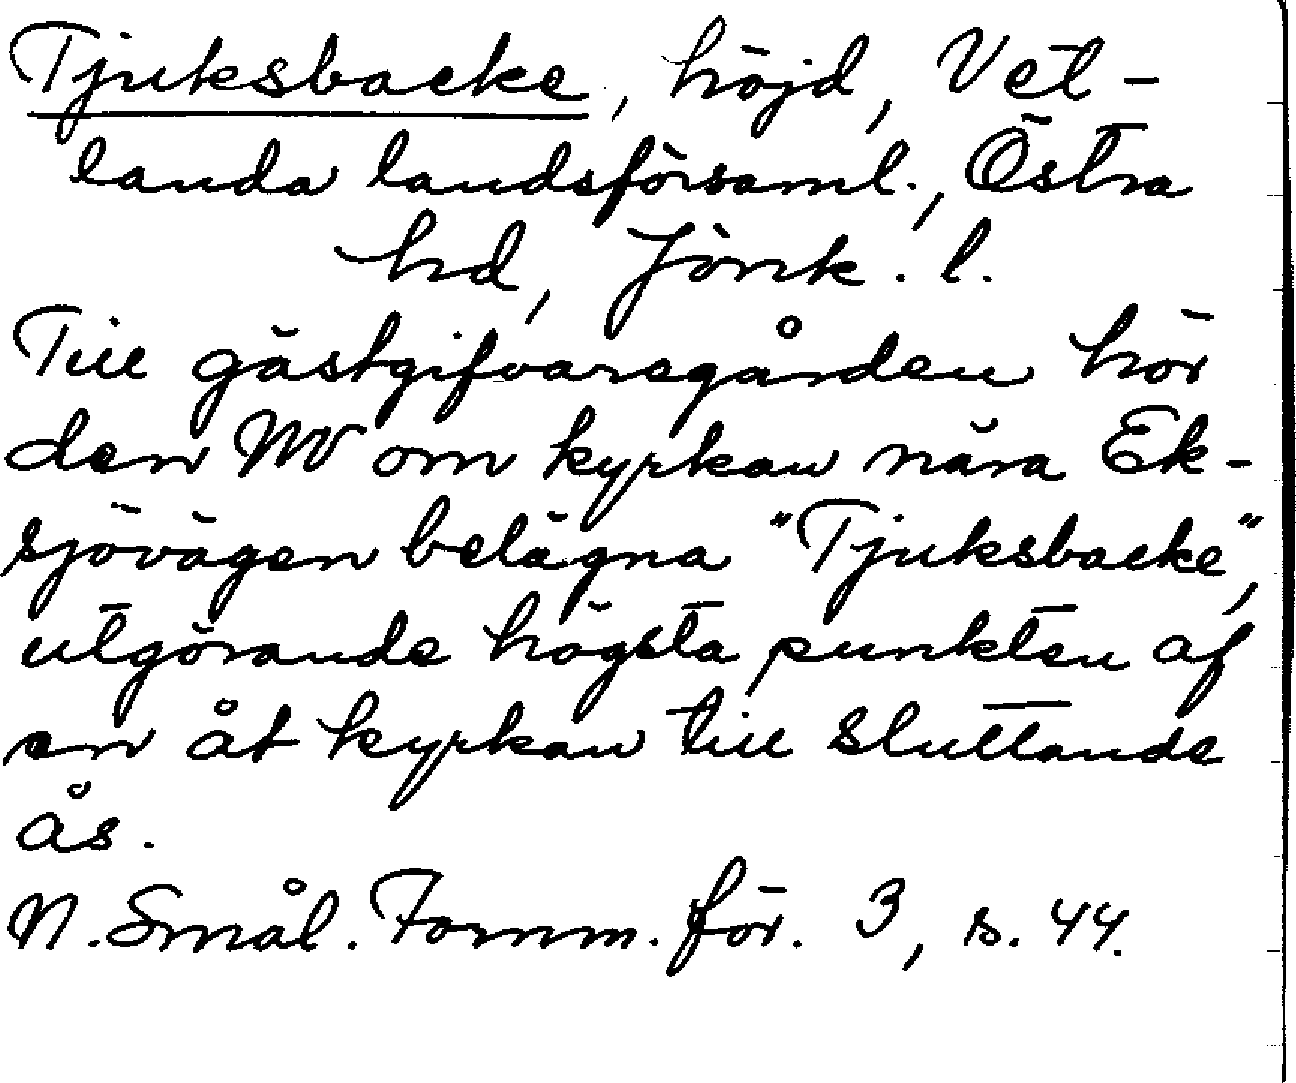 Tjuksbacke, höjd, Vet-
landa landsförsaml., Östra
hd, Jönk. l.
Till gästgifvaregården hör
den NV om kyrkan nära Ek-
sjövägen belägna "Tjuksbacke",
utgörande högsta punkten af
en åt kyrkan till sluttande
ås.
N. Smål. Fornm. för. 3, s. 44.